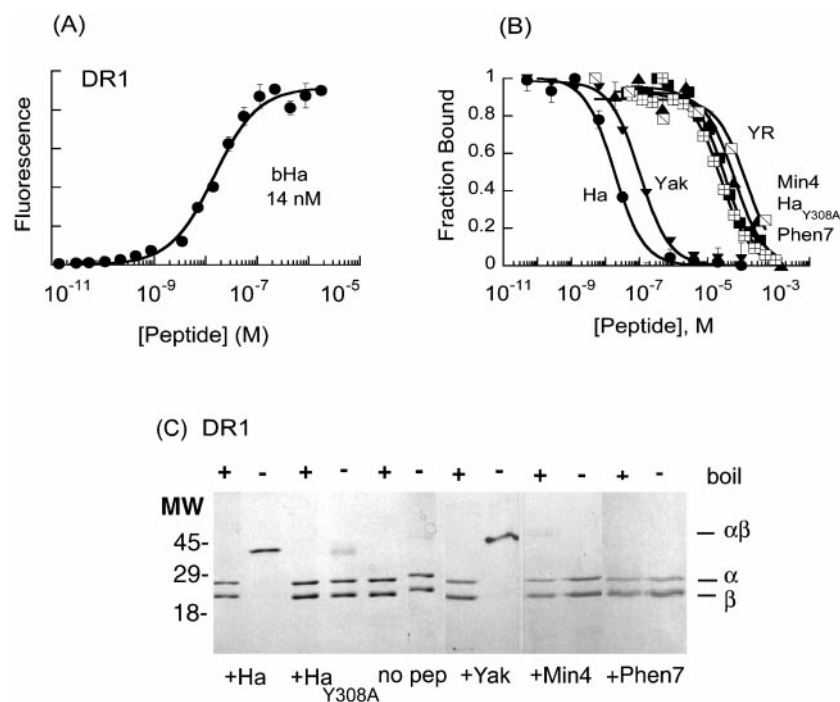 (A)
DR1
Fluorescence
bHa
14 nM
10-11 10-9 10-7 10-5
[Peptide] (M)
(B)
Fraction Bound
1
0.8
0.6
0.4
0.2
0
Ha
Yak
YR
Min4
Ha Y308A
Phen7
10-11 10-9 10-7 10-5 10-3
[Peptide], M
(C) DR1
+ - + - + - + - + - + - boil
MW
45-
29-
18-
αβ
α
β
+Ha +Ha Y308A no pep +Yak +Min4 +Phen7